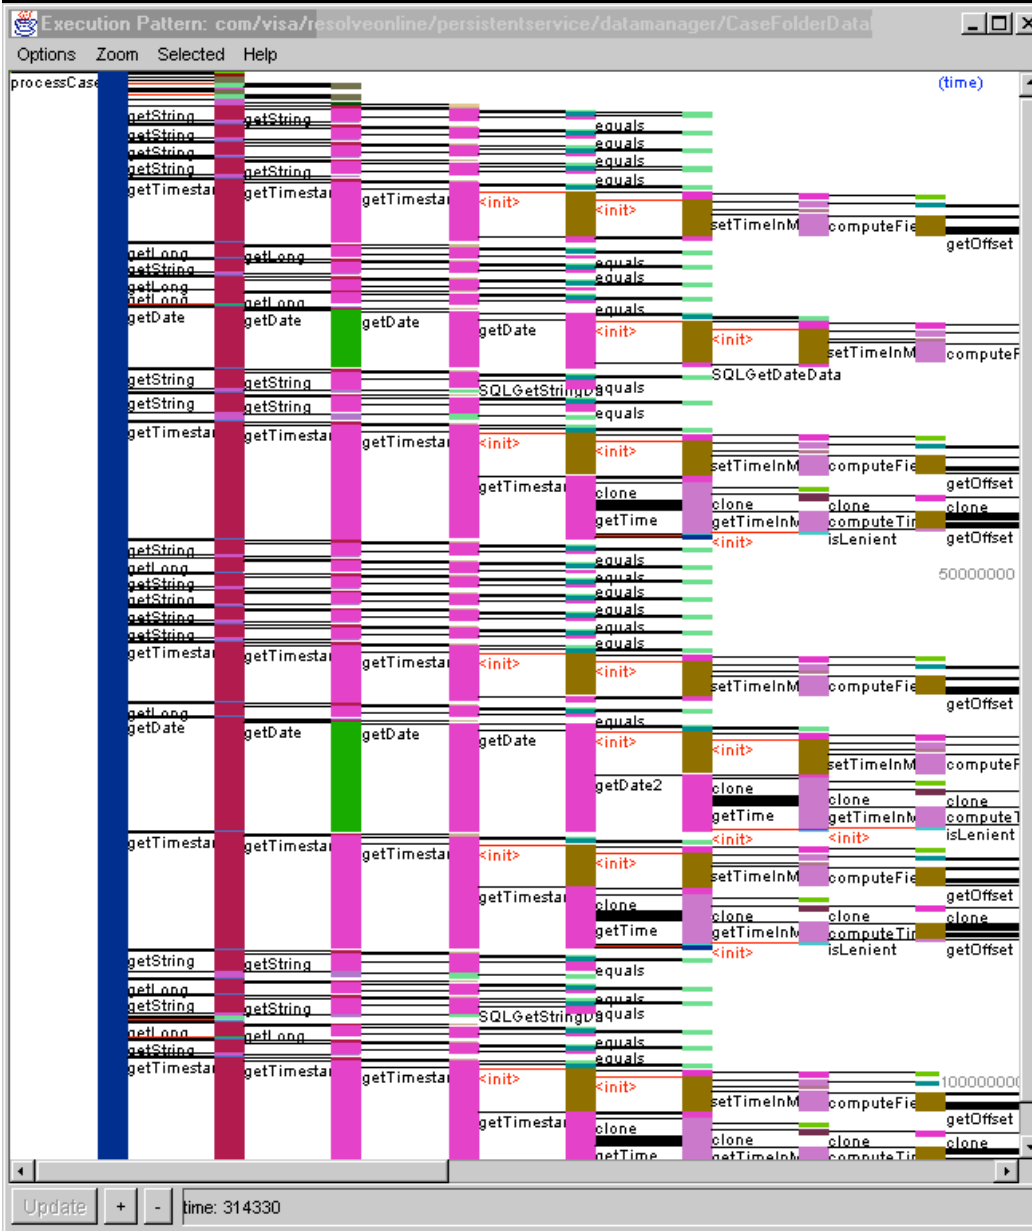 Execution Pattern: com/visa/resolveonline/persistentservice/datamanager/CaseFolderData
Options Zoom Selected Help
processCase (time)
getString getString equals
getString equals
getString equals
getString getString equals
getTimestar getTimestar getTimestar <init> <init> setTimeInM computeFie getOffset
getLong getLong equals
getString equals
getLong
getLong getLong equals
getDate getDate getDate getDate <init> <init> setTimeInM computeF
SQLGetDateData
getString getString SQLGetStringDa equals
getString getString equals
getTimestar getTimestar getTimestar <init> <init> setTimeInM computeFie getOffset
getTimestar clone clone clone clone
getTime getTimeInM computeTim getOffset
<init> isLenient
getString equals
getLong equals
50000000
getString equals
getString equals
getString equals
getString equals
getTimestar getTimestar getTimestar <init> <init> setTimeInM computeFie getOffset
getLong equals
getDate getDate getDate getDate <init> <init> setTimeInM computeF
getDate2 clone clone clone
getTime getTimeInM computeT
<init> <init> isLenient
getTimestar getTimestar getTimestar <init> <init> setTimeInM computeFie getOffset
getTimestar clone clone clone clone
getTime getTimeInM computeTim getOffset
<init> isLenient
getString getString equals
getLong equals
getString getString SQLGetStringDa equals
getLong getLong equals
getString equals
getTimestar getTimestar getTimestar <init> <init> 100000000
setTimeInM computeFie getOffset
getTimestar clone clone clone clone
getTime getTimeInM computeTim
Update + - time: 314330